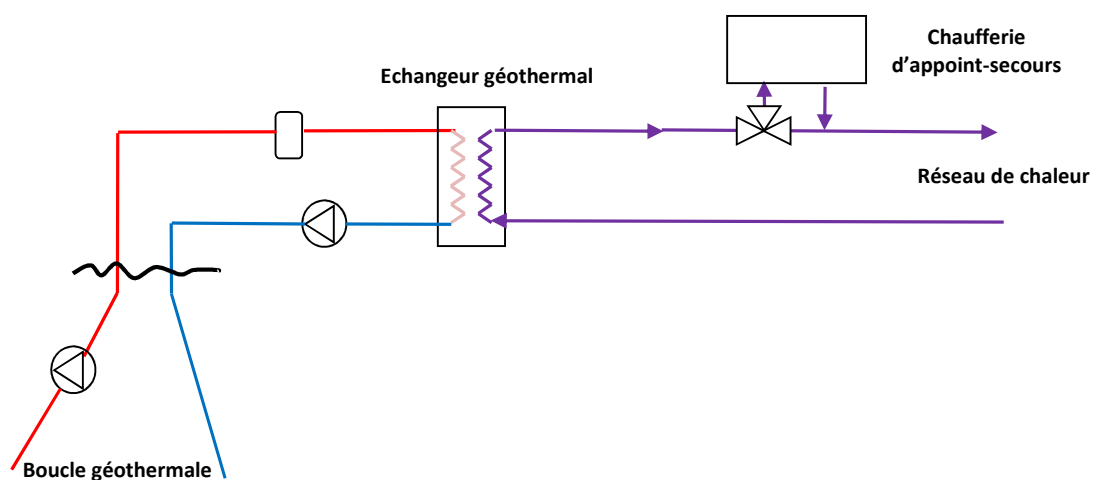 Chaufferie
d'appoint-secours
Echangeur géothermal
Réseau de chaleur
Boucle géothermale